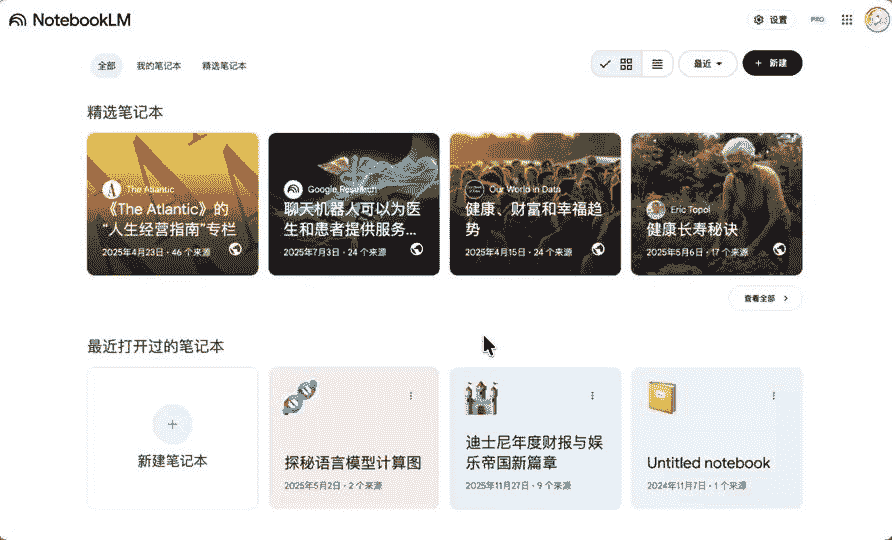 NotebookLM
设置
PRO
全部
我的笔记本
精选笔记本
最近
+ 新建
精选笔记本
The Atlantic
《The Atlantic》的
“人生经营指南”专栏
2025年4月23日 · 46 个来源
Google Research
聊天机器人可以为医
生和患者提供服务...
2025年7月3日 · 24 个来源
Our World in Data
健康、财富和幸福趋
势
2025年4月15日 · 24 个来源
Eric Topol
健康长寿秘诀
2025年5月6日 · 17 个来源
查看全部
最近打开过的笔记本
新建笔记本
探秘语言模型计算图
2025年5月2日 · 2 个来源
迪士尼年度财报与娱
乐帝国新篇章
2025年11月27日 · 9 个来源
Untitled notebook
2024年11月7日 · 1 个来源